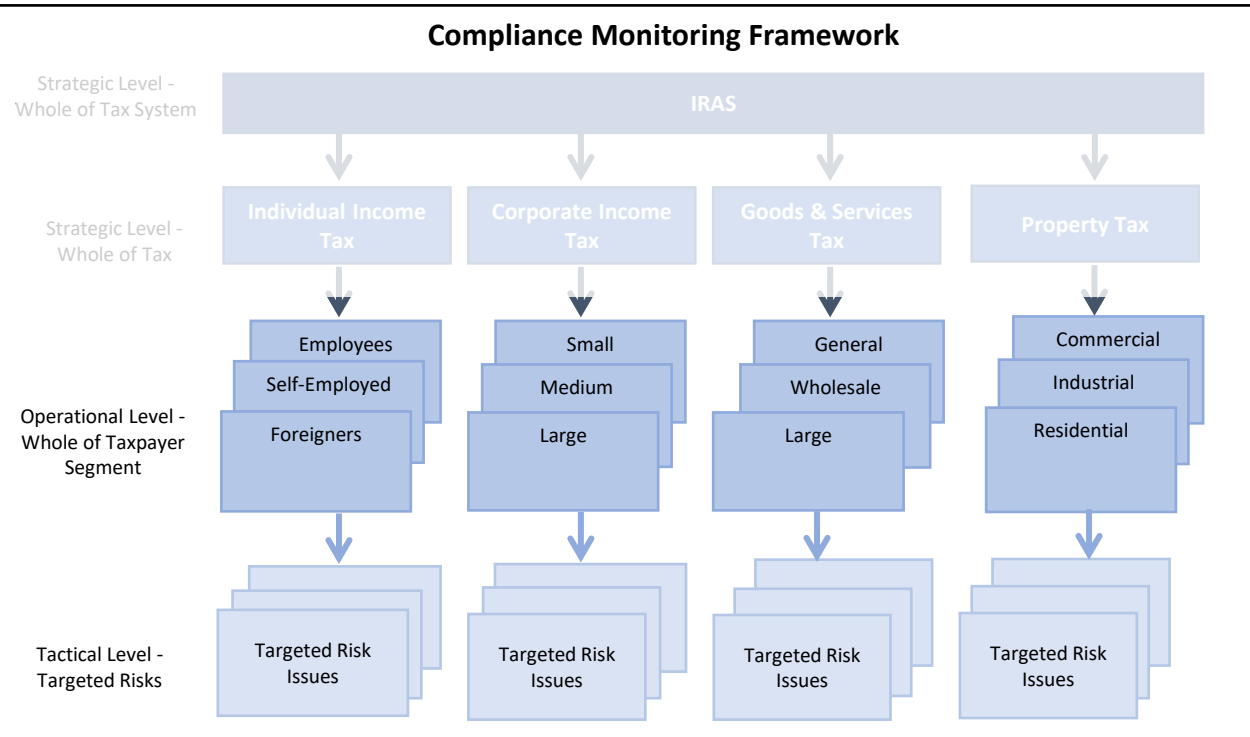 Compliance Monitoring Framework
Strategic Level -
Whole of Tax System
IRAS
Strategic Level -
Whole of Tax
Individual Income
Tax
Corporate Income
Tax
Goods & Services
Tax
Property Tax
Operational Level -
Whole of Taxpayer
Segment
Employees
Self-Employed
Foreigners
Small
Medium
Large
General
Wholesale
Large
Commercial
Industrial
Residential
Tactical Level -
Targeted Risks
Targeted Risk
Issues
Targeted Risk
Issues
Targeted Risk
Issues
Targeted Risk
Issues